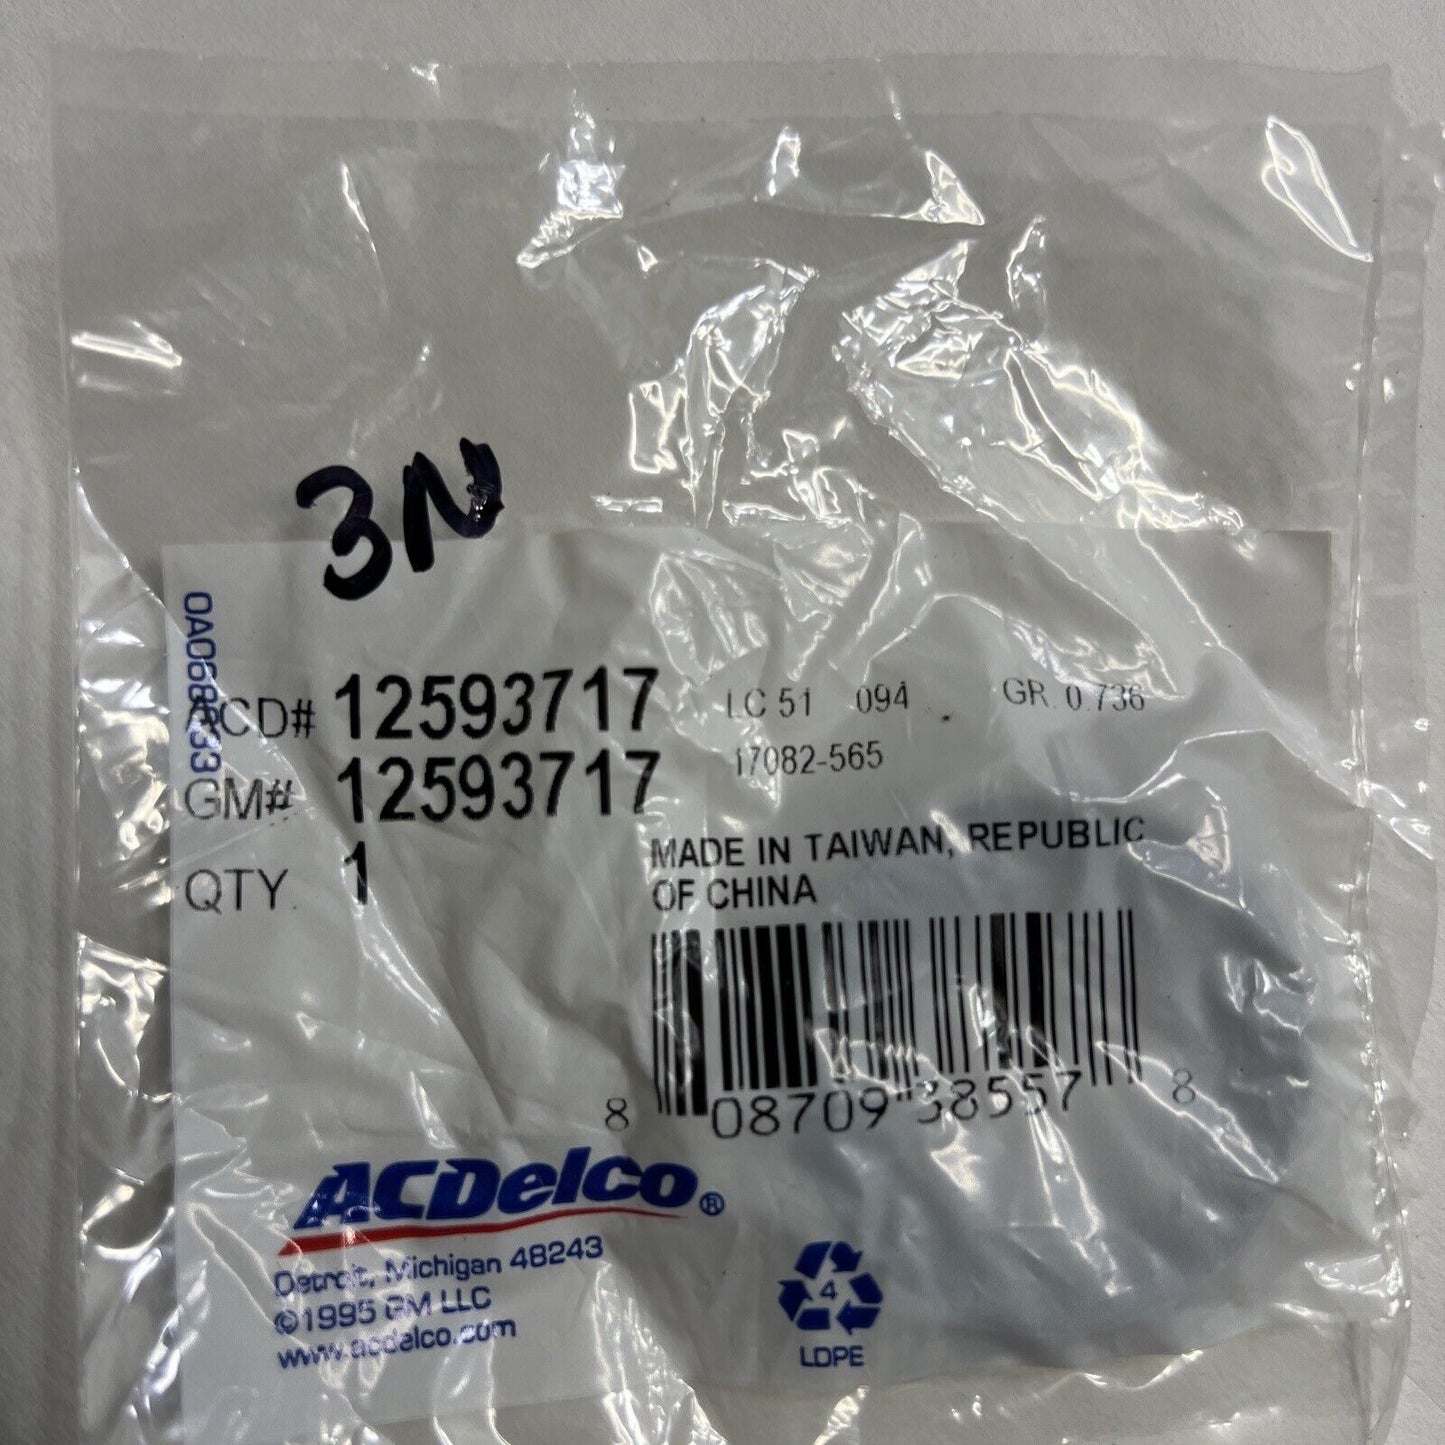 3N
ACD# 12593717
GM# 12593717
QTY. 1
LC 51 094 GR. 0.736
17082-565
MADE IN TAIWAN, REPUBLIC
OF CHINA
8 08709 38557 8
ACDelco®
Detroit, Michigan 48243
©1995 GM LLC
www.acdelco.com
4
LDPE